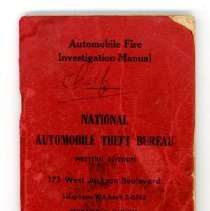 Automobile Fire
Investigation Manual
NATIONAL
AUTOMOBILE THEFT BUREAU
WESTERN DIVISION
175 West Jackson Boulevard